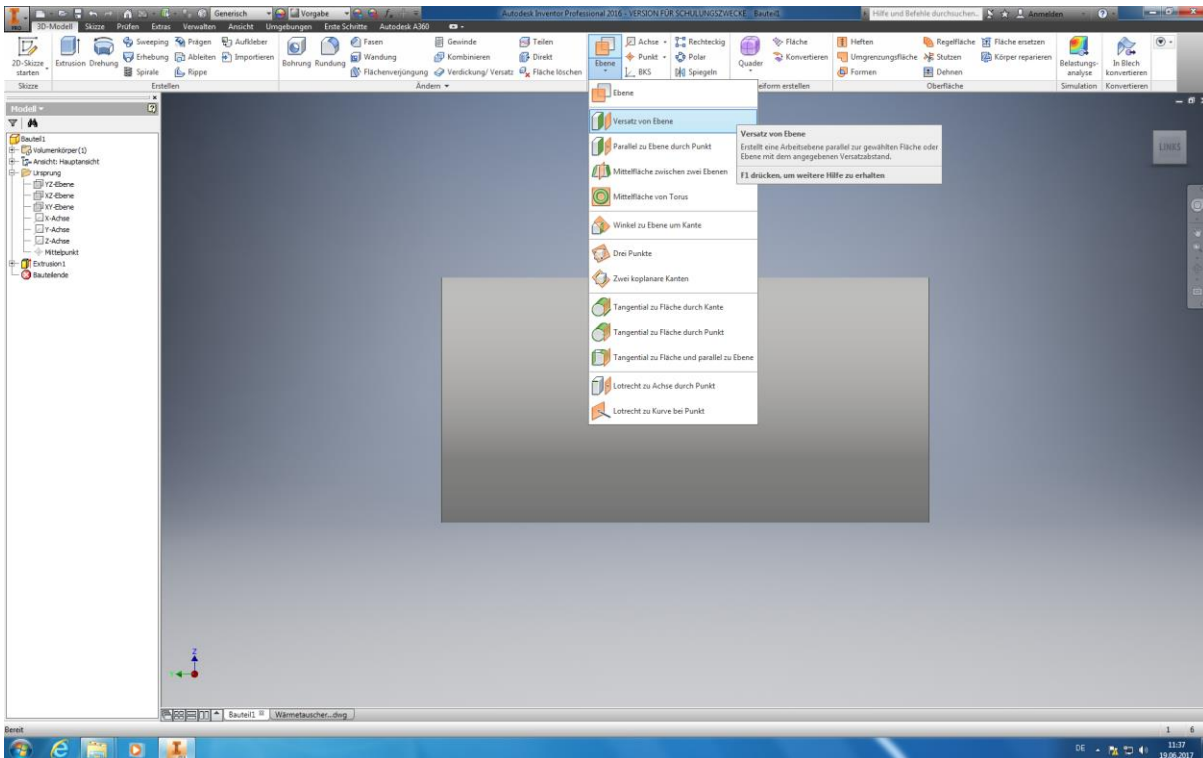 Generisch
Vorgabe
Autodesk Inventor Professional 2016 - VERSION FÜR SCHULUNGSZWECKE Bauteil1
Hilfe und Befehle durchsuchen...
Anmelden
3D-Modell Skizze Prüfen Extras Verwalten Ansicht Umgebungen Erste Schritte Autodesk A360
2D-Skizze starten
Extrusion
Drehung
Sweeping
Erhebung
Spirale
Prägen
Ableiten
Rippe
Aufkleber
Importieren
Bohrung
Rundung
Fasen
Wandung
Flächenverjüngung
Gewinde
Kombinieren
Verdickung/ Versatz
Teilen
Direkt
Fläche löschen
Ebene
Achse
Punkt
BKS
Rechteckig
Polar
Spiegeln
Quader
Fläche
Konvertieren
Heften
Umgrenzungsfläche
Formen
Regelfläche
Stutzen
Dehnen
Fläche ersetzen
Körper reparieren
Belastungs-
analyse
In Blech
konvertieren
Skizze
Erstellen
Ändern
eiform erstellen
Oberfläche
Simulation
Konvertieren
Modell
Bauteil1
Volumenkörper(1)
Ansicht: Hauptansicht
Ursprung
YZ-Ebene
XZ-Ebene
XY-Ebene
X-Achse
Y-Achse
Z-Achse
Mittelpunkt
Extrusion1
Bauteilende
Ebene
Versatz von Ebene
Parallel zu Ebene durch Punkt
Mittelfläche zwischen zwei Ebenen
Mittelfläche von Torus
Winkel zu Ebene um Kante
Drei Punkte
Zwei koplanare Kanten
Tangential zu Fläche durch Kante
Tangential zu Fläche durch Punkt
Tangential zu Fläche und parallel zu Ebene
Lotrecht zu Achse durch Punkt
Lotrecht zu Kurve bei Punkt
Versatz von Ebene
Erstellt eine Arbeitsebene parallel zur gewählten Fläche oder
Ebene mit dem angegebenen Versatzabstand.
F1 drücken, um weitere Hilfe zu erhalten
LINKS
Z
Bauteil1
Wärmetauscher...dwg
Bereit
1 6
DE
11:37
19.06.2017